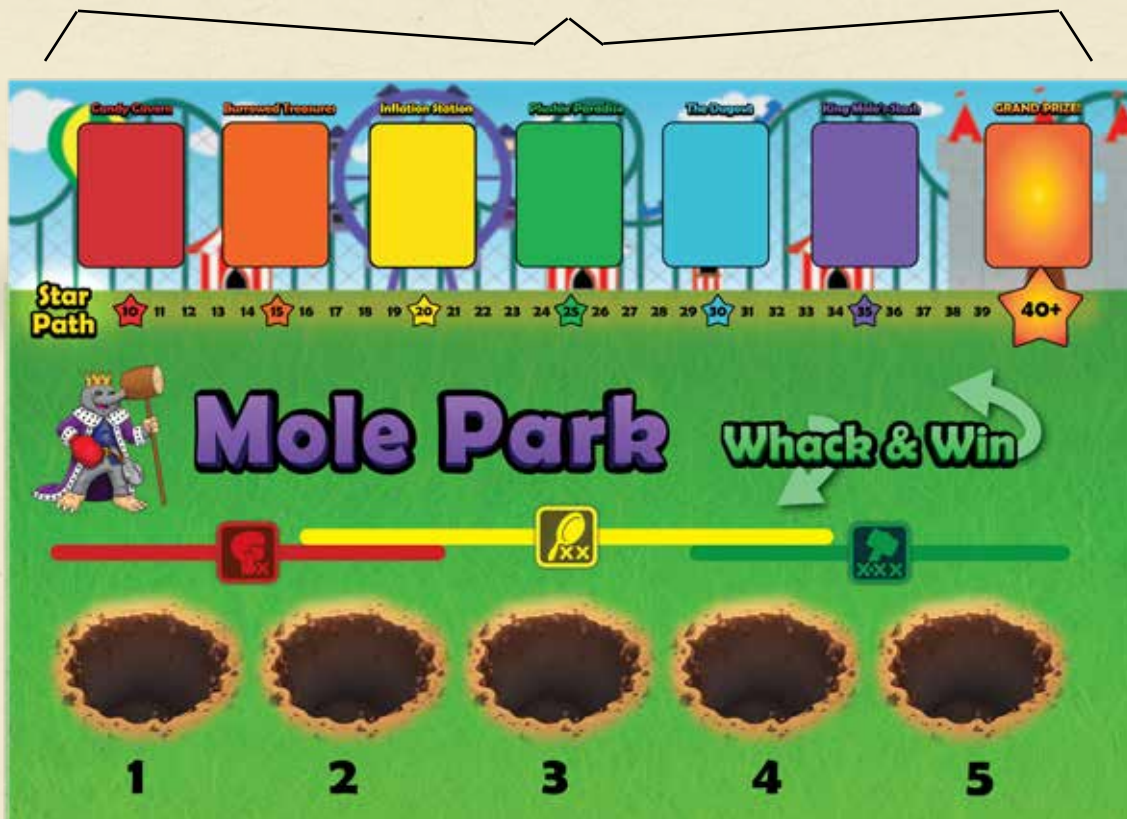 Candy Cavern Burrowed Treasures Inflation Station Plushie Paradise The Dugout King Mole's Stash GRAND PRIZE!
Star Path
10 11 12 13 14 15 16 17 18 19 20 21 22 23 24 25 26 27 28 29 30 31 32 33 34 35 36 37 38 39 40+
Mole Park
Whack & Win
X XX X·XX
1 2 3 4 5